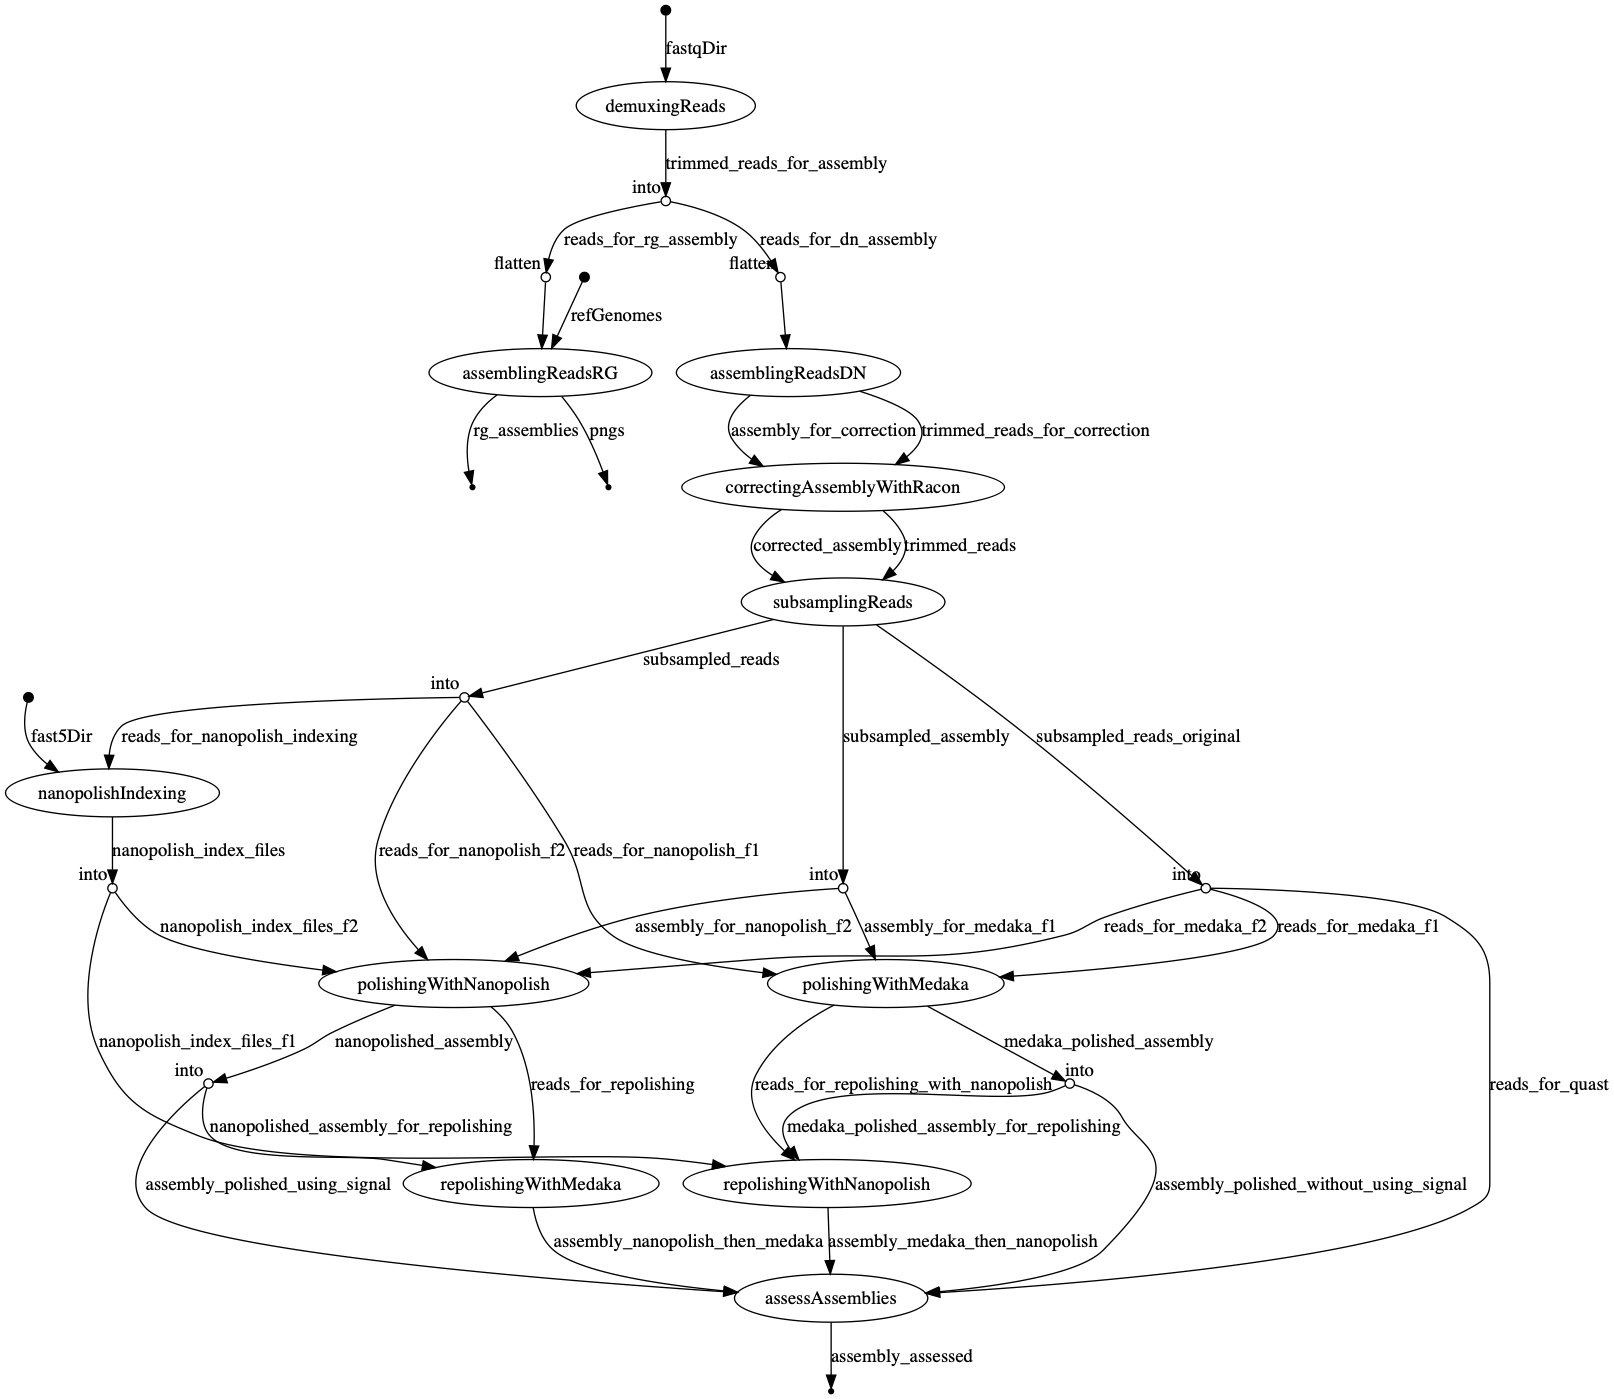 fastqDir
demuxingReads
trimmed_reads_for_assembly
into
reads_for_rg_assembly
reads_for_dn_assembly
flatten
flatten
refGenomes
assemblingReadsRG
assemblingReadsDN
rg_assemblies
pngs
assembly_for_correction
trimmed_reads_for_correction
correctingAssemblyWithRacon
corrected_assembly
trimmed_reads
subsamplingReads
subsampled_reads
into
fast5Dir
reads_for_nanopolish_indexing
subsampled_assembly
subsampled_reads_original
nanopolishIndexing
nanopolish_index_files
reads_for_nanopolish_f2
reads_for_nanopolish_f1
into
into
into
nanopolish_index_files_f2
assembly_for_nanopolish_f2
assembly_for_medaka_f1
reads_for_medaka_f2
reads_for_medaka_f1
polishingWithNanopolish
polishingWithMedaka
nanopolish_index_files_f1
nanopolished_assembly
medaka_polished_assembly
into
into
reads_for_repolishing
reads_for_repolishing_with_nanopolish
reads_for_quast
nanopolished_assembly_for_repolishing
medaka_polished_assembly_for_repolishing
assembly_polished_using_signal
repolishingWithMedaka
repolishingWithNanopolish
assembly_polished_without_using_signal
assembly_nanopolish_then_medaka
assembly_medaka_then_nanopolish
assessAssemblies
assembly_assessed